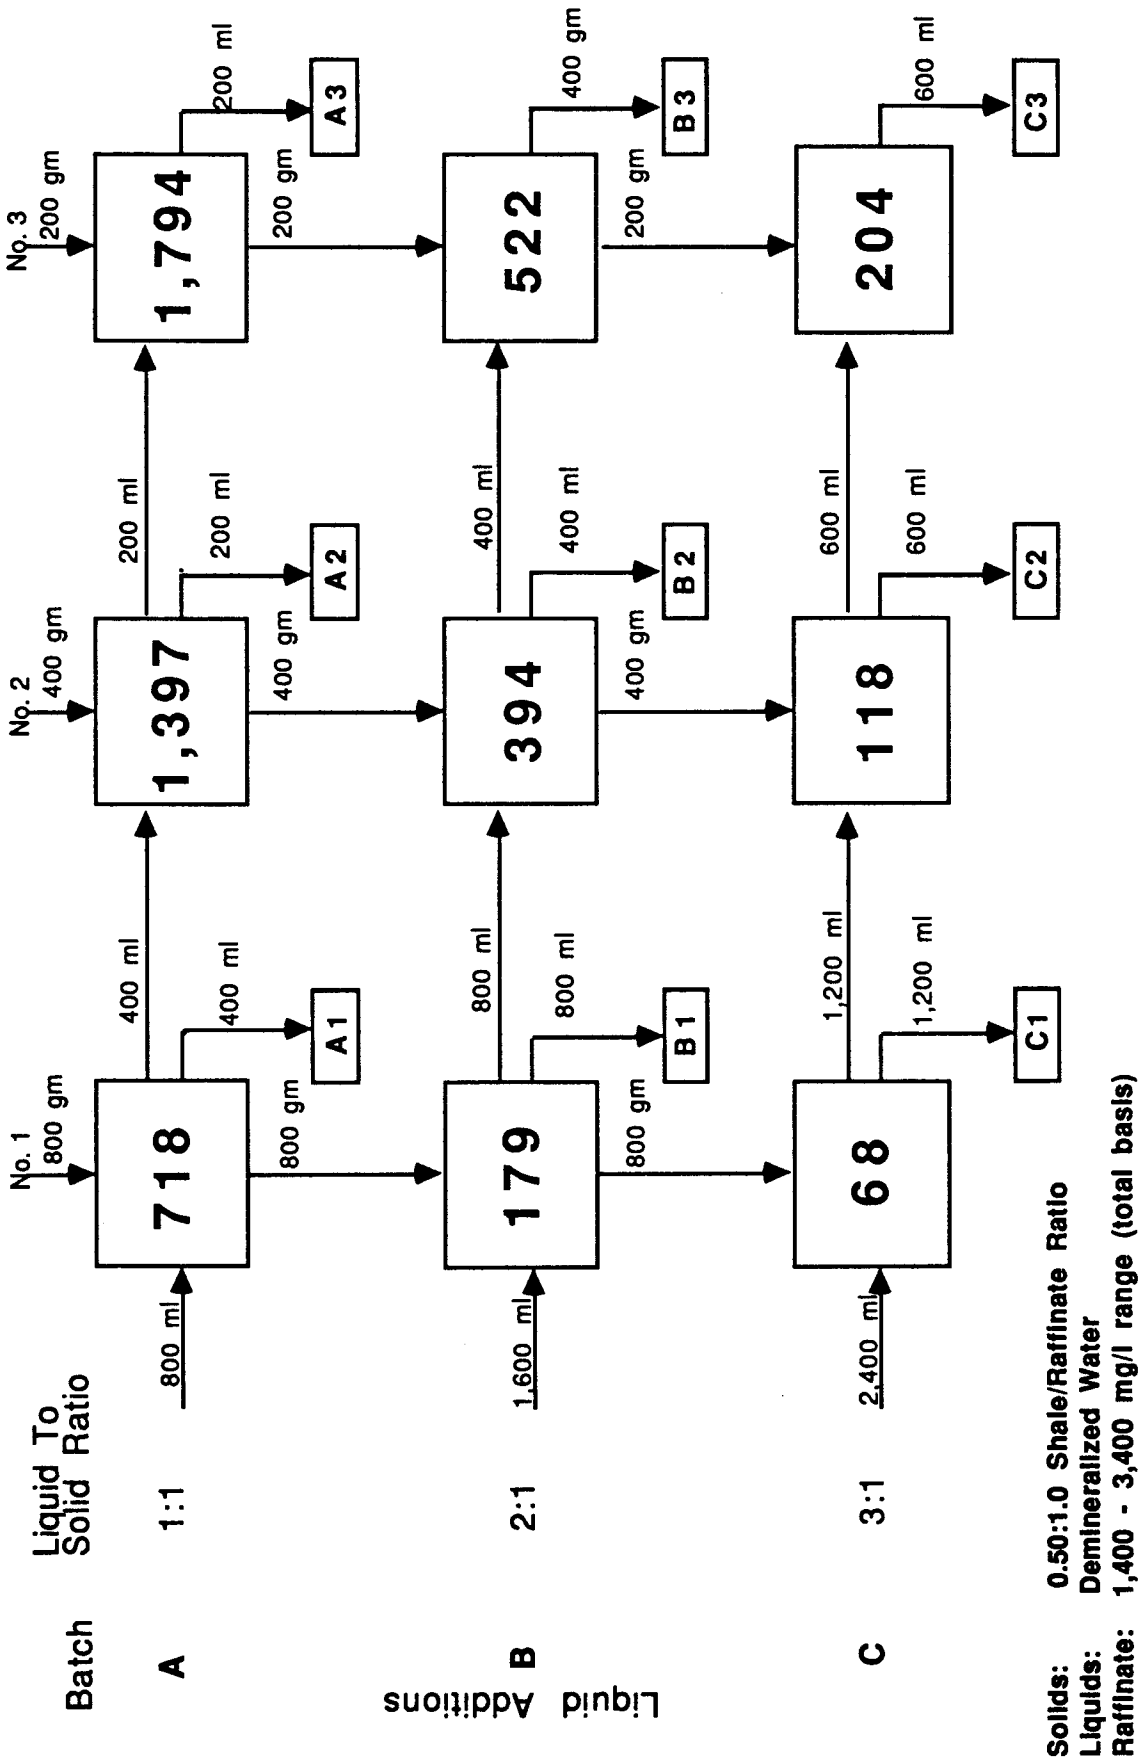 No. 1
No. 2
No. 3
Liquid To
Solid Ratio
Batch
800 gm
400 gm
200 gm
A
1:1
800 ml
718
400 ml
1,397
200 ml
1,794
400 ml
200 ml
200 ml
800 gm
400 gm
200 gm
A1
A2
A3
Liquid Additions
B
2:1
1,600 ml
179
800 ml
394
400 ml
522
800 ml
400 ml
400 gm
800 gm
400 gm
200 gm
B1
B2
B3
C
3:1
2,400 ml
68
1,200 ml
118
600 ml
204
1,200 ml
600 ml
600 ml
C1
C2
C3
Solids: 0.50:1.0 Shale/Raffinate Ratio
Liquids: Demineralized Water
Raffinate: 1,400 - 3,400 mg/l range (total basis)